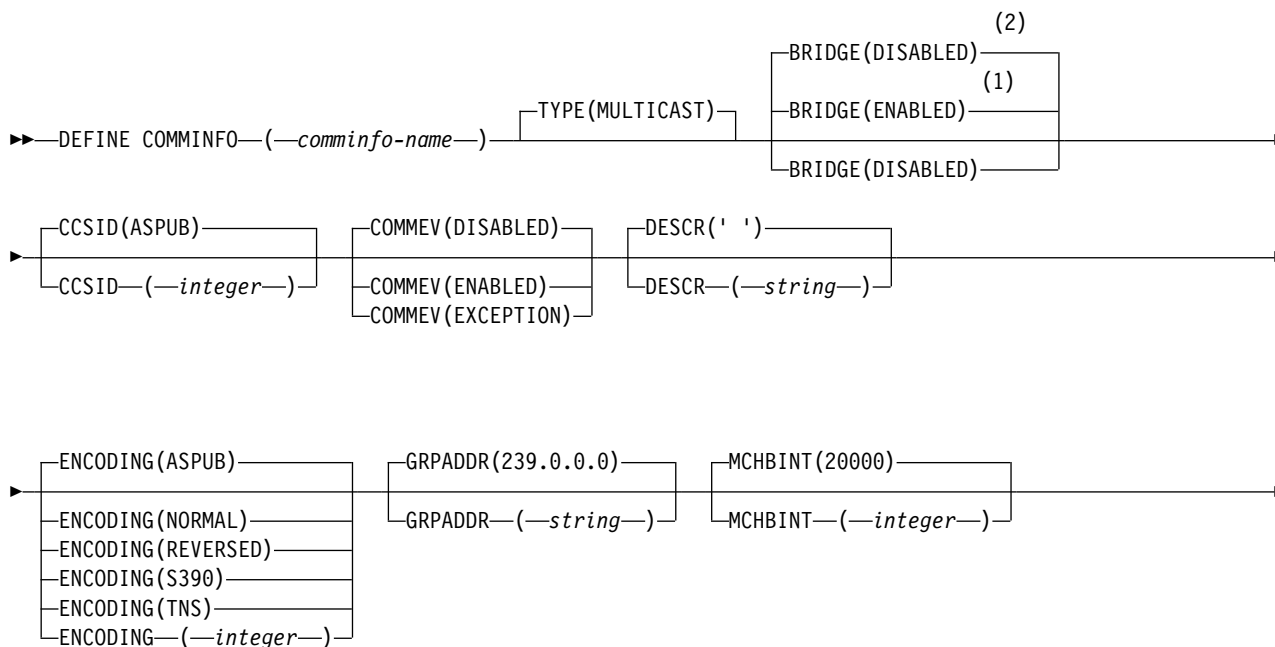 (2)
BRIDGE(DISABLED)
(1)
TYPE(MULTICAST) BRIDGE(ENABLED)
DEFINE COMMINFO ( comminfo-name )
BRIDGE(DISABLED)
CCSID(ASPUB) COMMEV(DISABLED) DESCR(' ')
CCSID ( integer ) COMMEV(ENABLED) DESCR ( string )
COMMEV(EXCEPTION)
ENCODING(ASPUB) GRPADDR(239.0.0.0) MCHBINT(20000)
ENCODING(NORMAL) GRPADDR ( string ) MCHBINT ( integer )
ENCODING(REVERSED)
ENCODING(S390)
ENCODING(TNS)
ENCODING ( integer )